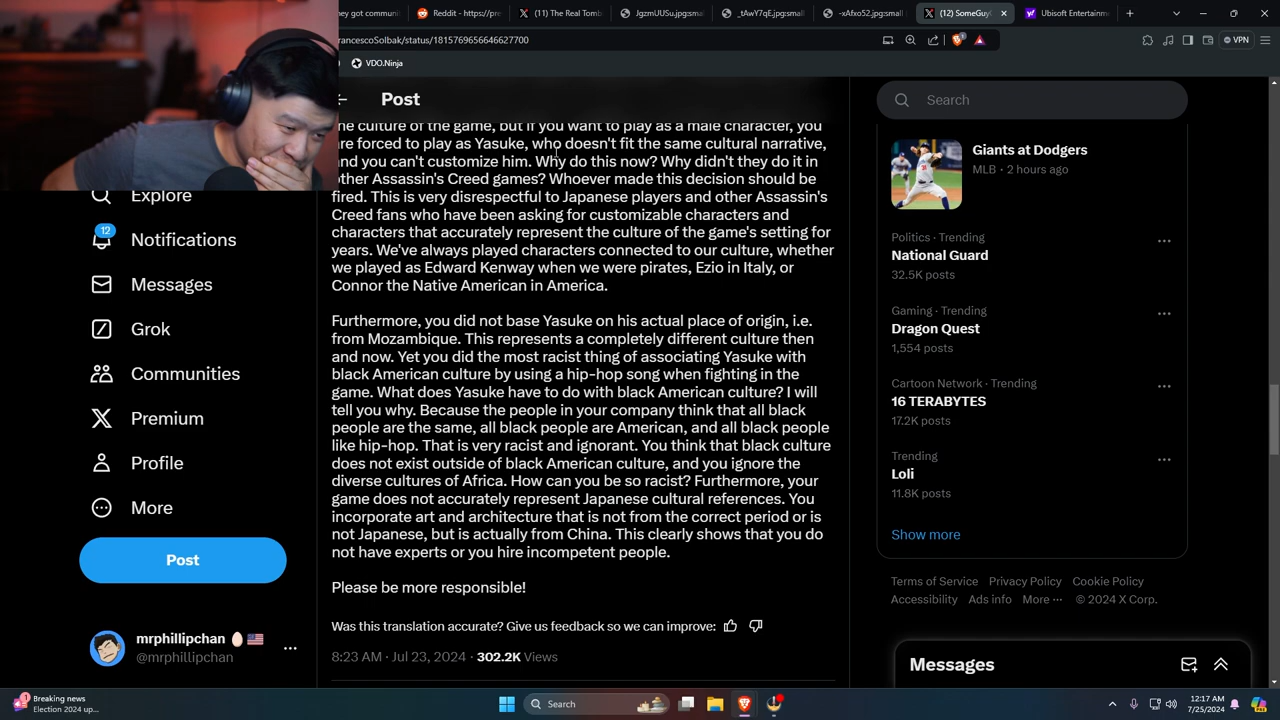 ney got communit
Reddit - https://pre
(11) The Real Tomb
JgzmUUSu.jpg:small
_tAwY7qE.jpg:small
-xAfxo52.jpg:small
(12) SomeGuy
Ubisoft Entertainm
rancescoSolbak/status/1815769656646627700
VPN
VDO.Ninja
Post
Search
the culture of the game, but if you want to play as a male character, you
are forced to play as Yasuke, who doesn't fit the same cultural narrative,
and you can't customize him. Why do this now? Why didn't they do it in
other Assassin's Creed games? Whoever made this decision should be
fired. This is very disrespectful to Japanese players and other Assassin's
Creed fans who have been asking for customizable characters and
characters that accurately represent the culture of the game's setting for
years. We've always played characters connected to our culture, whether
we played as Edward Kenway when we were pirates, Ezio in Italy, or
Connor the Native American in America.
Furthermore, you did not base Yasuke on his actual place of origin, i.e.
from Mozambique. This represents a completely different culture then
and now. Yet you did the most racist thing of associating Yasuke with
black American culture by using a hip-hop song when fighting in the
game. What does Yasuke have to do with black American culture? I will
tell you why. Because the people in your company think that all black
people are the same, all black people are American, and all black people
like hip-hop. That is very racist and ignorant. You think that black culture
does not exist outside of black American culture, and you ignore the
diverse cultures of Africa. How can you be so racist? Furthermore, your
game does not accurately represent Japanese cultural references. You
incorporate art and architecture that is not from the correct period or is
not Japanese, but is actually from China. This clearly shows that you do
not have experts or you hire incompetent people.
Please be more responsible!
Was this translation accurate? Give us feedback so we can improve:
8:23 AM · Jul 23, 2024 · 302.2K Views
Explore
12
Notifications
Messages
Grok
Communities
Premium
Profile
More
Post
mrphillipchan
@mrphillipchan
Giants at Dodgers
MLB · 2 hours ago
Politics · Trending
National Guard
32.5K posts
Gaming · Trending
Dragon Quest
1,554 posts
Cartoon Network · Trending
16 TERABYTES
17.2K posts
Trending
Loli
11.8K posts
Show more
Terms of Service Privacy Policy Cookie Policy
Accessibility Ads info More ··· © 2024 X Corp.
Messages
1
Breaking news
Election 2024 up...
Search
12:17 AM
7/25/2024